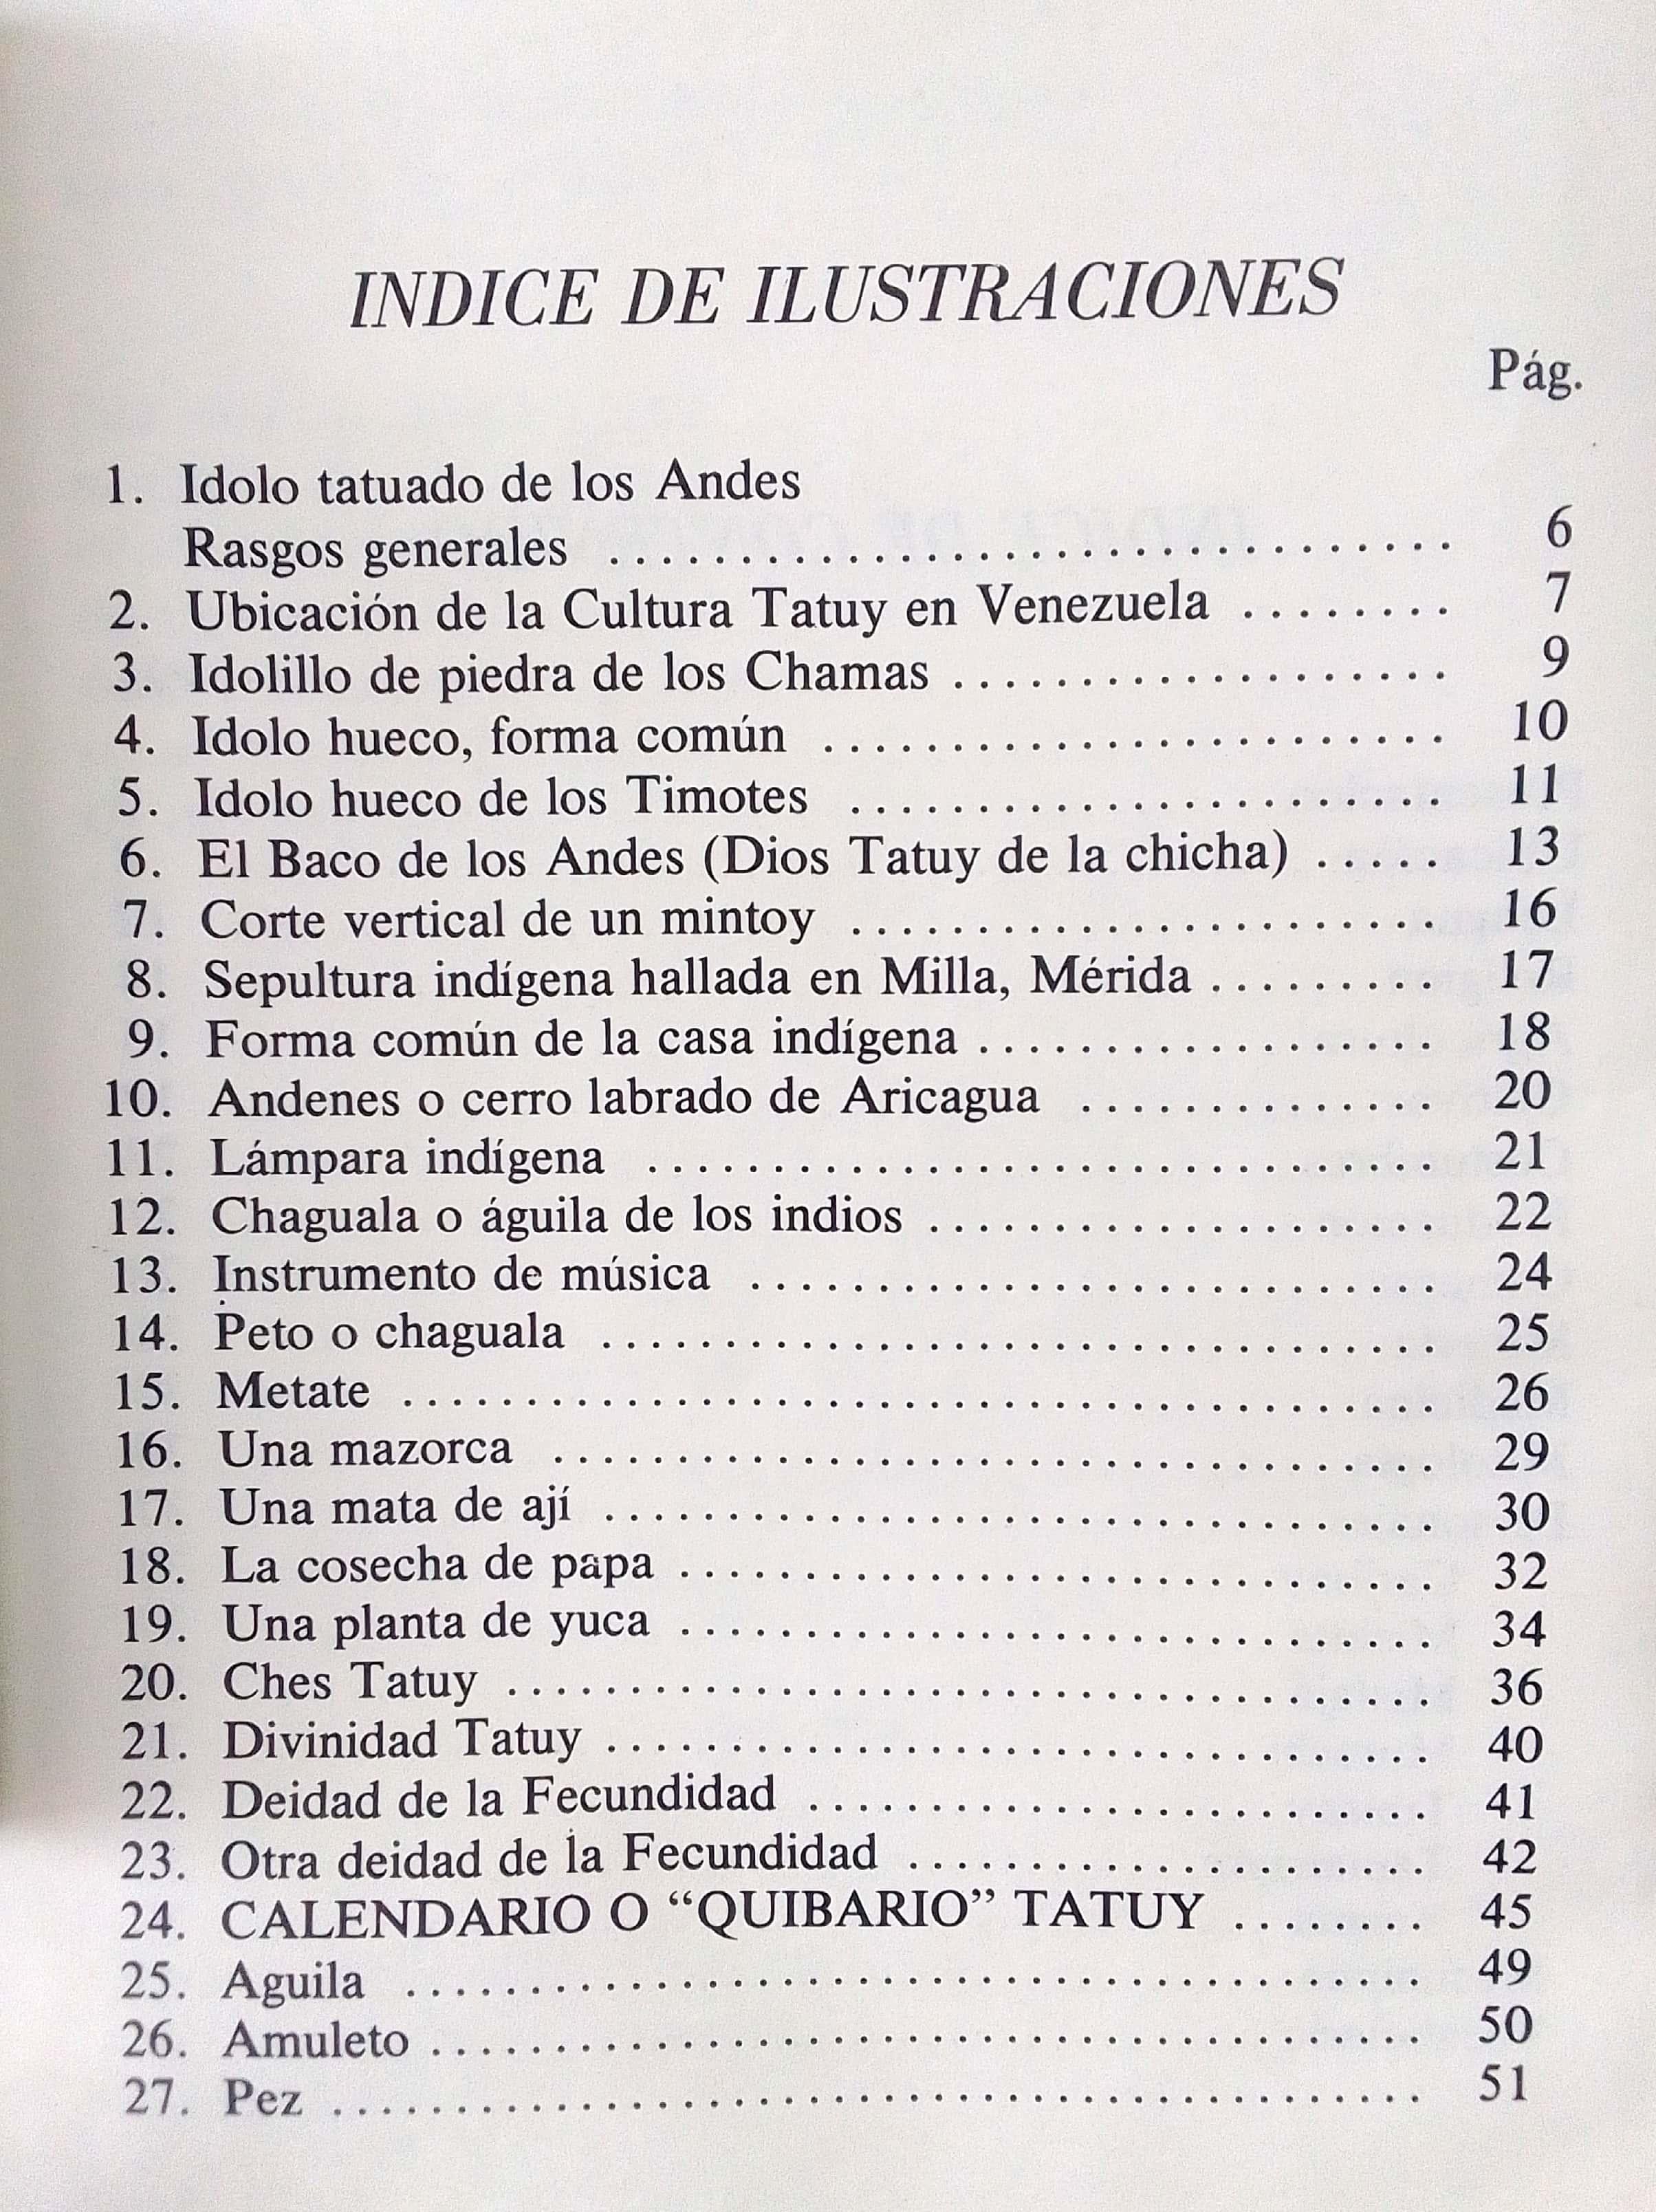 INDICE DE ILUSTRACIONES
Pág.
1. Idolo tatuado de los Andes
Rasgos generales ................................. 6
2. Ubicación de la Cultura Tatuy en Venezuela ........ 7
3. Idolillo de piedra de los Chamas ................... 9
4. Idolo hueco, forma común ........................ 10
5. Idolo hueco de los Timotes ....................... 11
6. El Baco de los Andes (Dios Tatuy de la chicha) ..... 13
7. Corte vertical de un mintoy ....................... 16
8. Sepultura indígena hallada en Milla, Mérida ......... 17
9. Forma común de la casa indígena .................. 18
10. Andenes o cerro labrado de Aricagua .............. 20
11. Lámpara indígena ............................... 21
12. Chaguala o águila de los indios .................... 22
13. Instrumento de música ........................... 24
14. Peto o chaguala ................................. 25
15. Metate ......................................... 26
16. Una mazorca ................................... 29
17. Una mata de ají ................................. 30
18. La cosecha de papa .............................. 32
19. Una planta de yuca .............................. 34
20. Ches Tatuy ..................................... 36
21. Divinidad Tatuy ................................. 40
22. Deidad de la Fecundidad ......................... 41
23. Otra deidad de la Fecundidad ..................... 42
24. CALENDARIO O “QUIBARIO” TATUY ........ 45
25. Aguila ......................................... 49
26. Amuleto ........................................ 50
27. Pez ............................................ 51